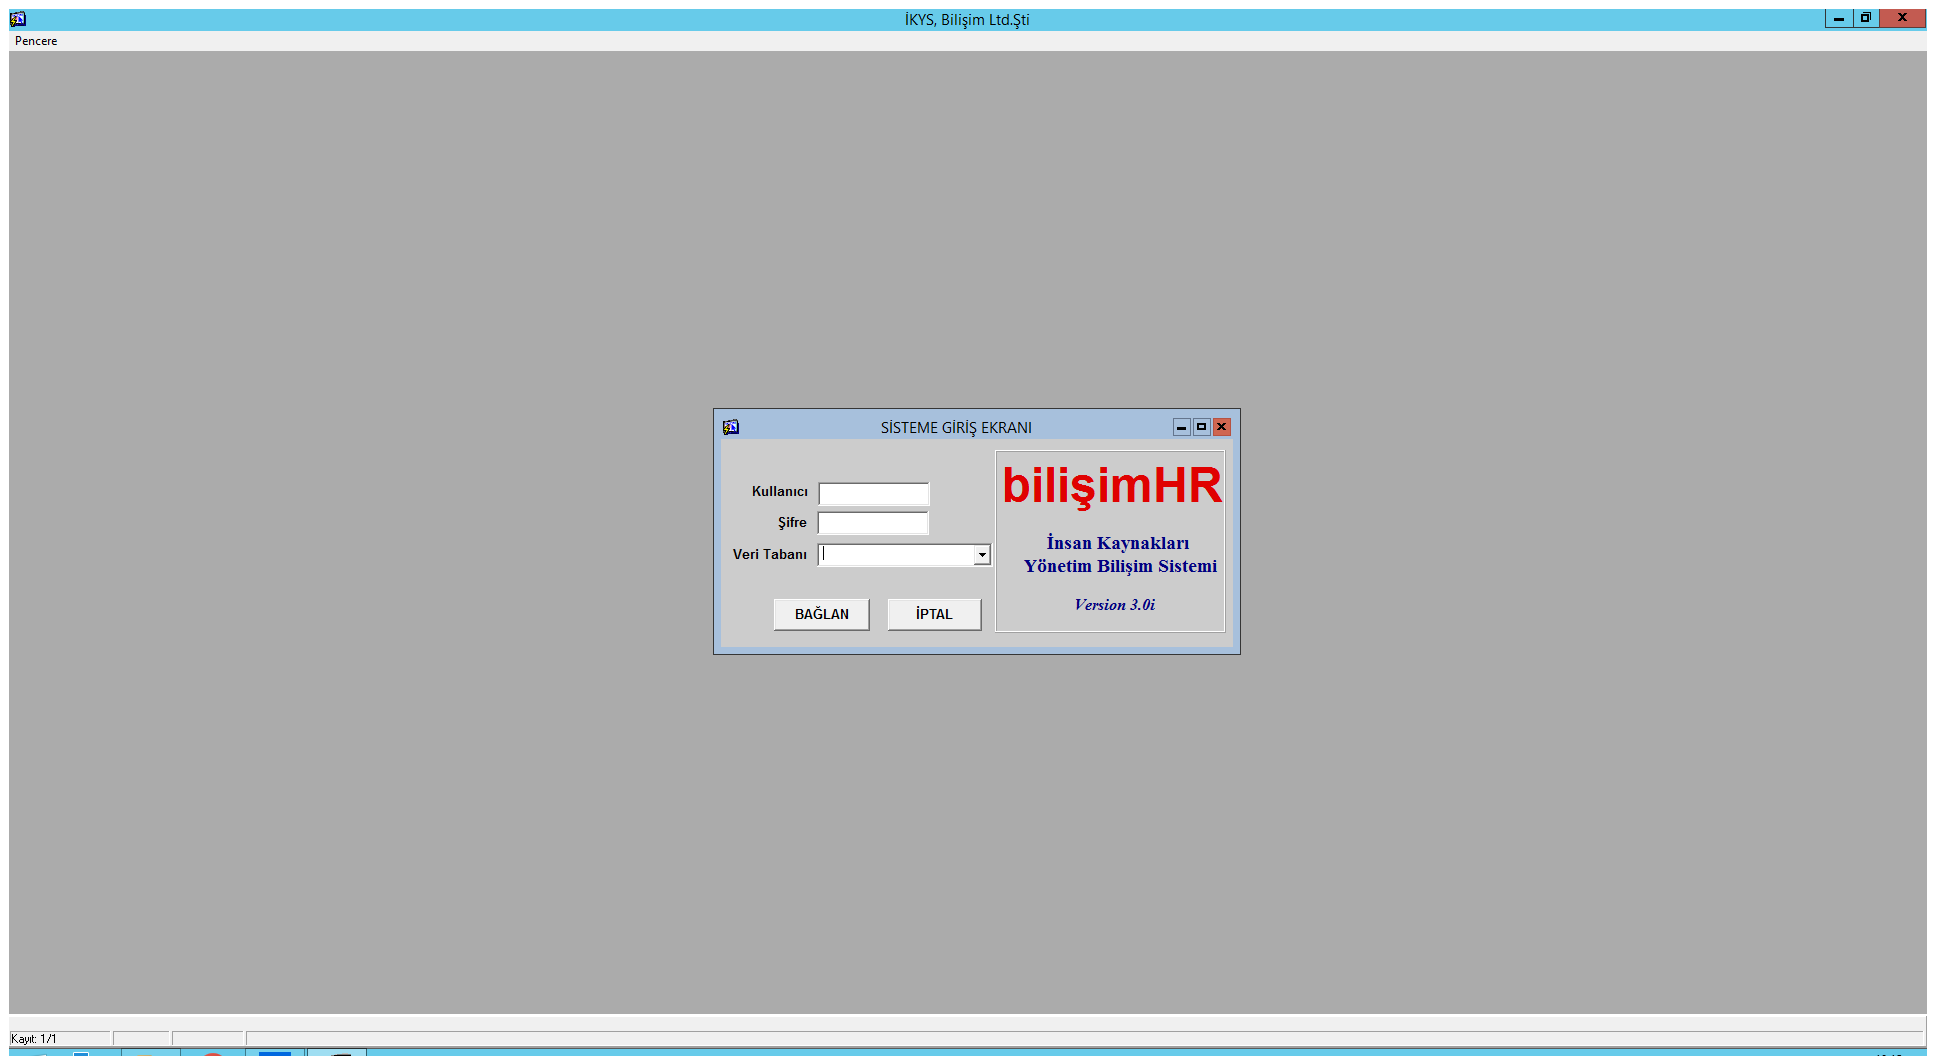 İKYS, Bilişim Ltd.Şti
Pencere
SİSTEME GİRİŞ EKRANI
Kullanıcı
Şifre
Veri Tabanı
BAĞLAN
İPTAL
bilişimHR
İnsan Kaynakları
Yönetim Bilişim Sistemi
Version 3.0i
Kayıt: 1/1